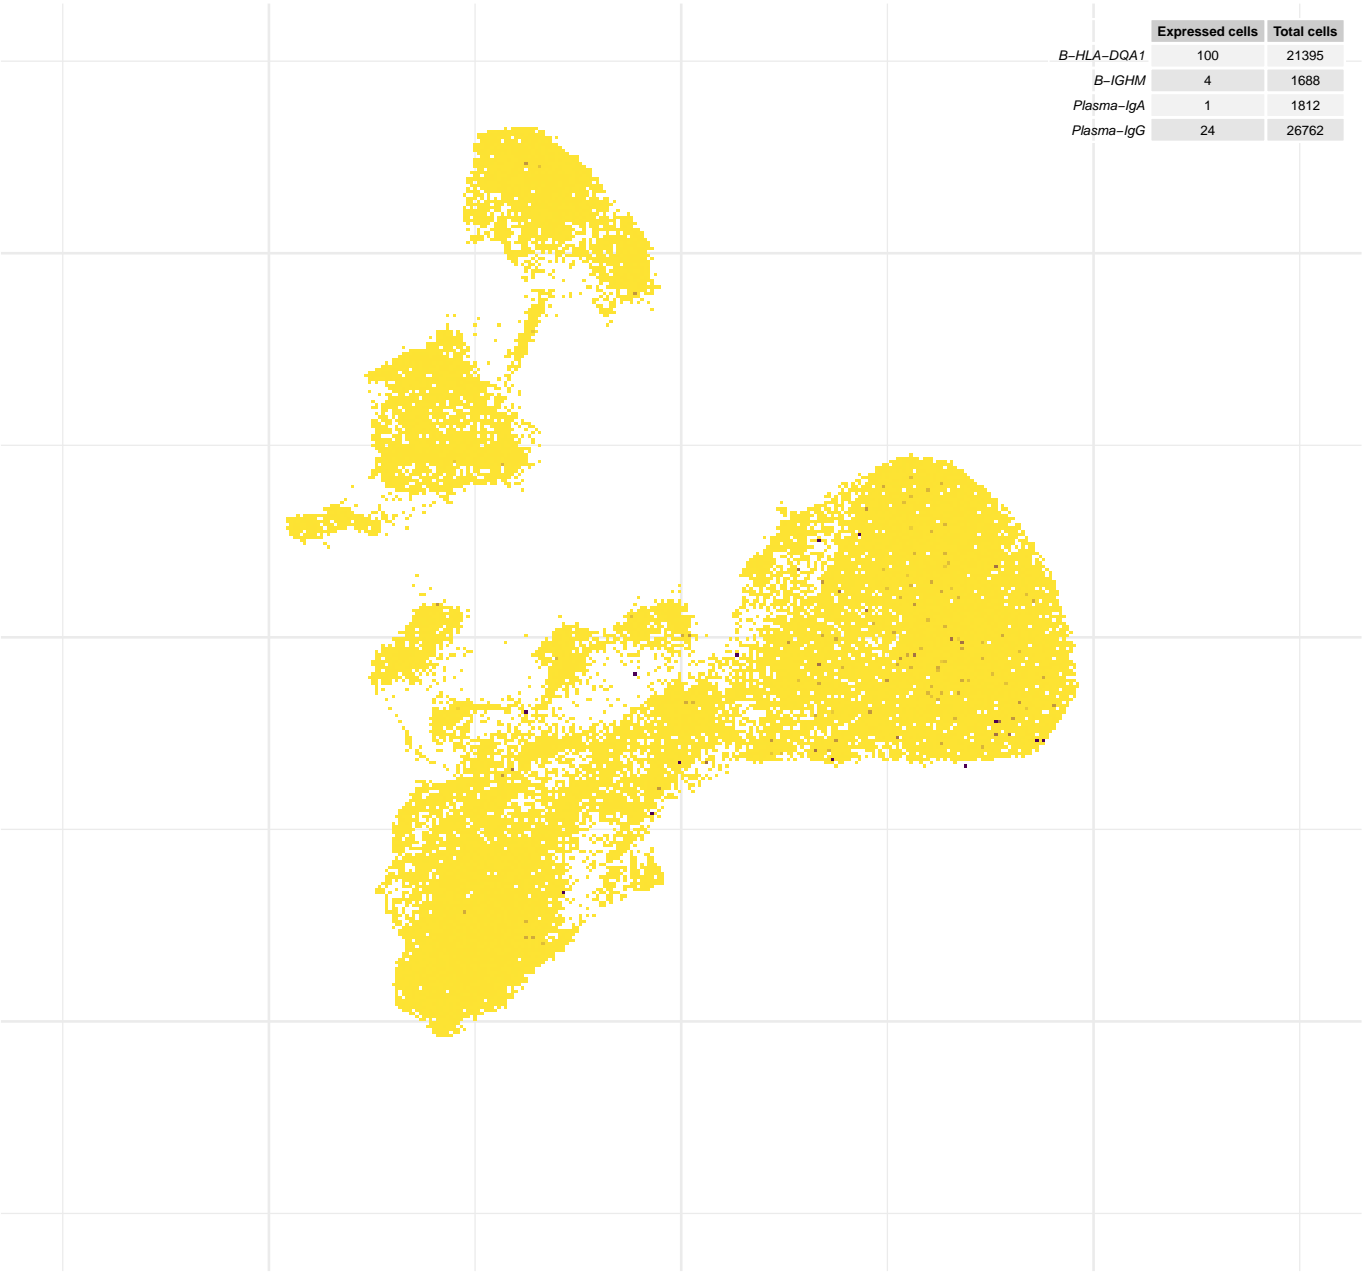 Expressed cells Total cells
B−HLA−DQA1 100 21395
B−IGHM 4 1688
Plasma−IgA 1 1812
Plasma−IgG 24 26762